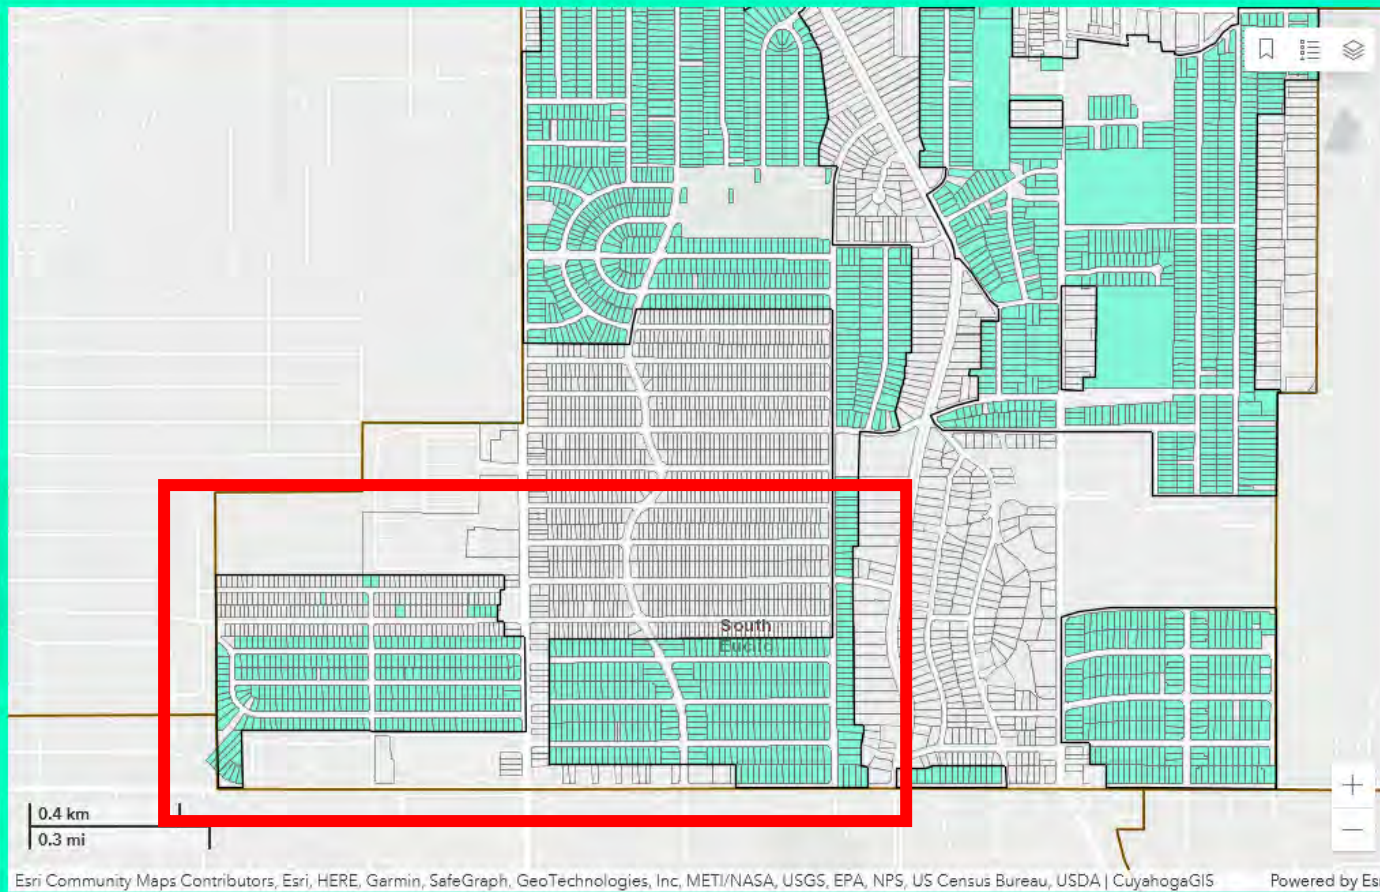 South
Euclid
0.4 km
0.3 mi
Esri Community Maps Contributors, Esri, HERE, Garmin, SafeGraph, GeoTechnologies, Inc, METI/NASA, USGS, EPA, NPS, US Census Bureau, USDA | CuyahogaGIS
Powered by Esr